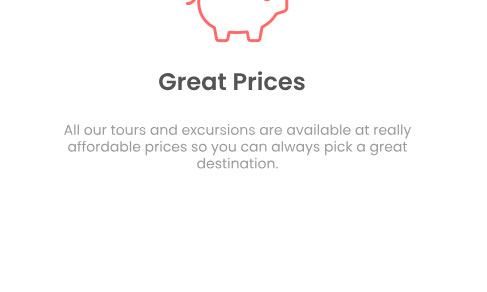 Great Prices
All our tours and excursions are available at really
affordable prices so you can always pick a great
destination.